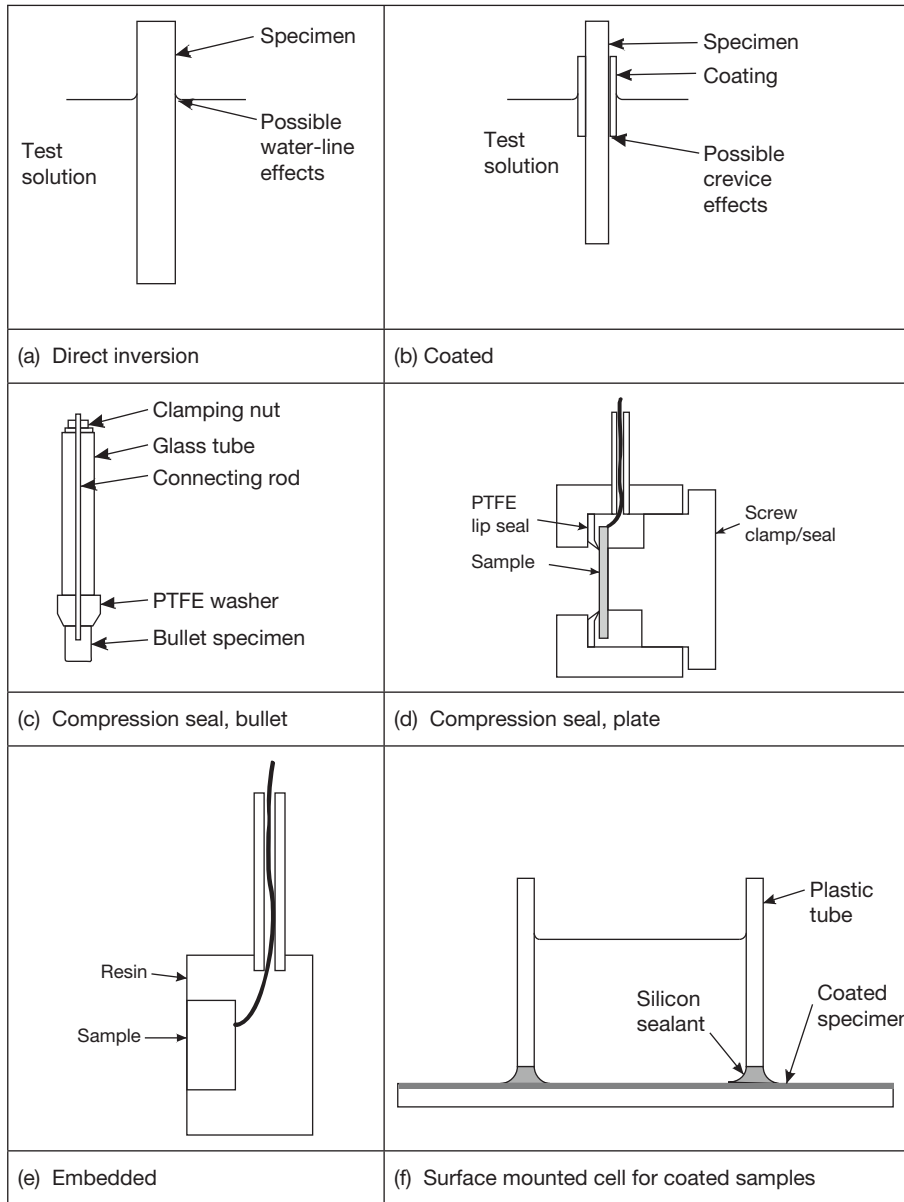 Specimen
Possible
water-line
effects
Test
solution
(a) Direct inversion
Specimen
Coating
Test
solution
Possible
crevice
effects
(b) Coated
Clamping nut
Glass tube
Connecting rod
PTFE washer
Bullet specimen
(c) Compression seal, bullet
PTFE
lip seal
Sample
Screw
clamp/seal
(d) Compression seal, plate
Resin
Sample
(e) Embedded
Plastic
tube
Silicon
sealant
Coated
specimen
(f) Surface mounted cell for coated samples